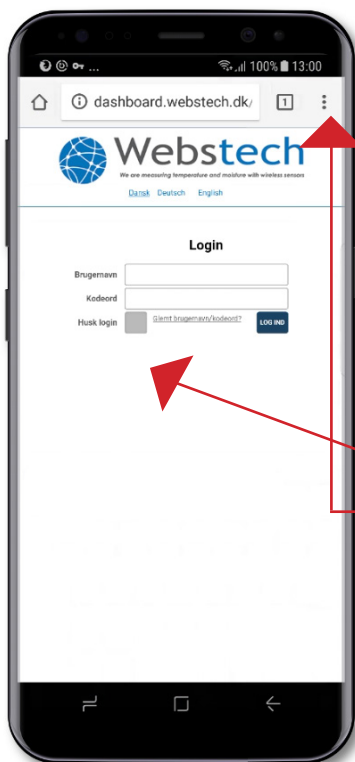 ... 100% 13:00
dashboard.webstech.dk/ 1
Webstech
We are measuring temperature and moisture with wireless sensors
Dansk Deutsch English
Login
Brugernavn
Kodeord
Husk login Glemt brugernavn/kodeord? LOG IND